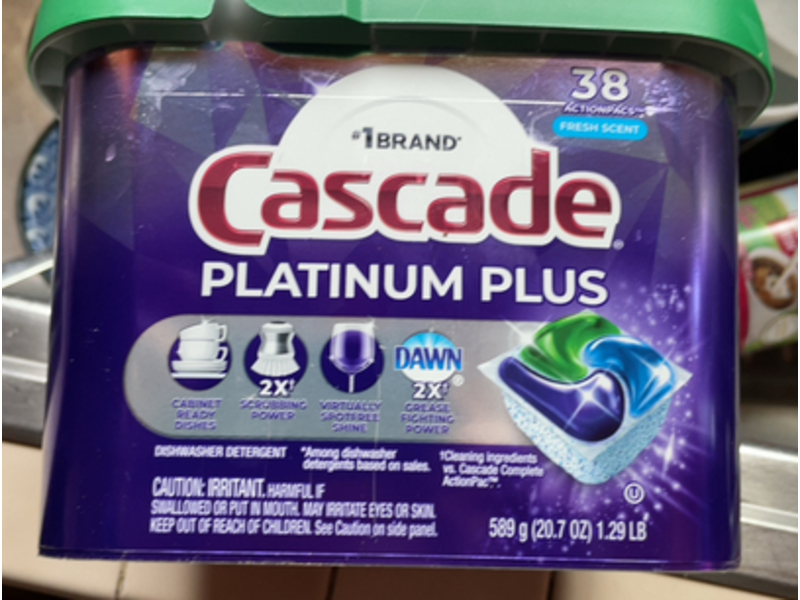 38
ACTIONPACS™
FRESH SCENT
#1 BRAND*
Cascade®
PLATINUM PLUS
CABINET
READY
DISHES
2X†
SCRUBBING
POWER
VIRTUALLY
SPOTFREE
SHINE
DAWN®
2X†
GREASE
FIGHTING
POWER
DISHWASHER DETERGENT
*Among dishwasher
detergents based on sales.
†Cleaning ingredients
vs. Cascade Complete
ActionPac™.
CAUTION: IRRITANT. HARMFUL IF
SWALLOWED OR PUT IN MOUTH. MAY IRRITATE EYES OR SKIN.
KEEP OUT OF REACH OF CHILDREN. See Caution on side panel.
U
589 g (20.7 OZ) 1.29 LB